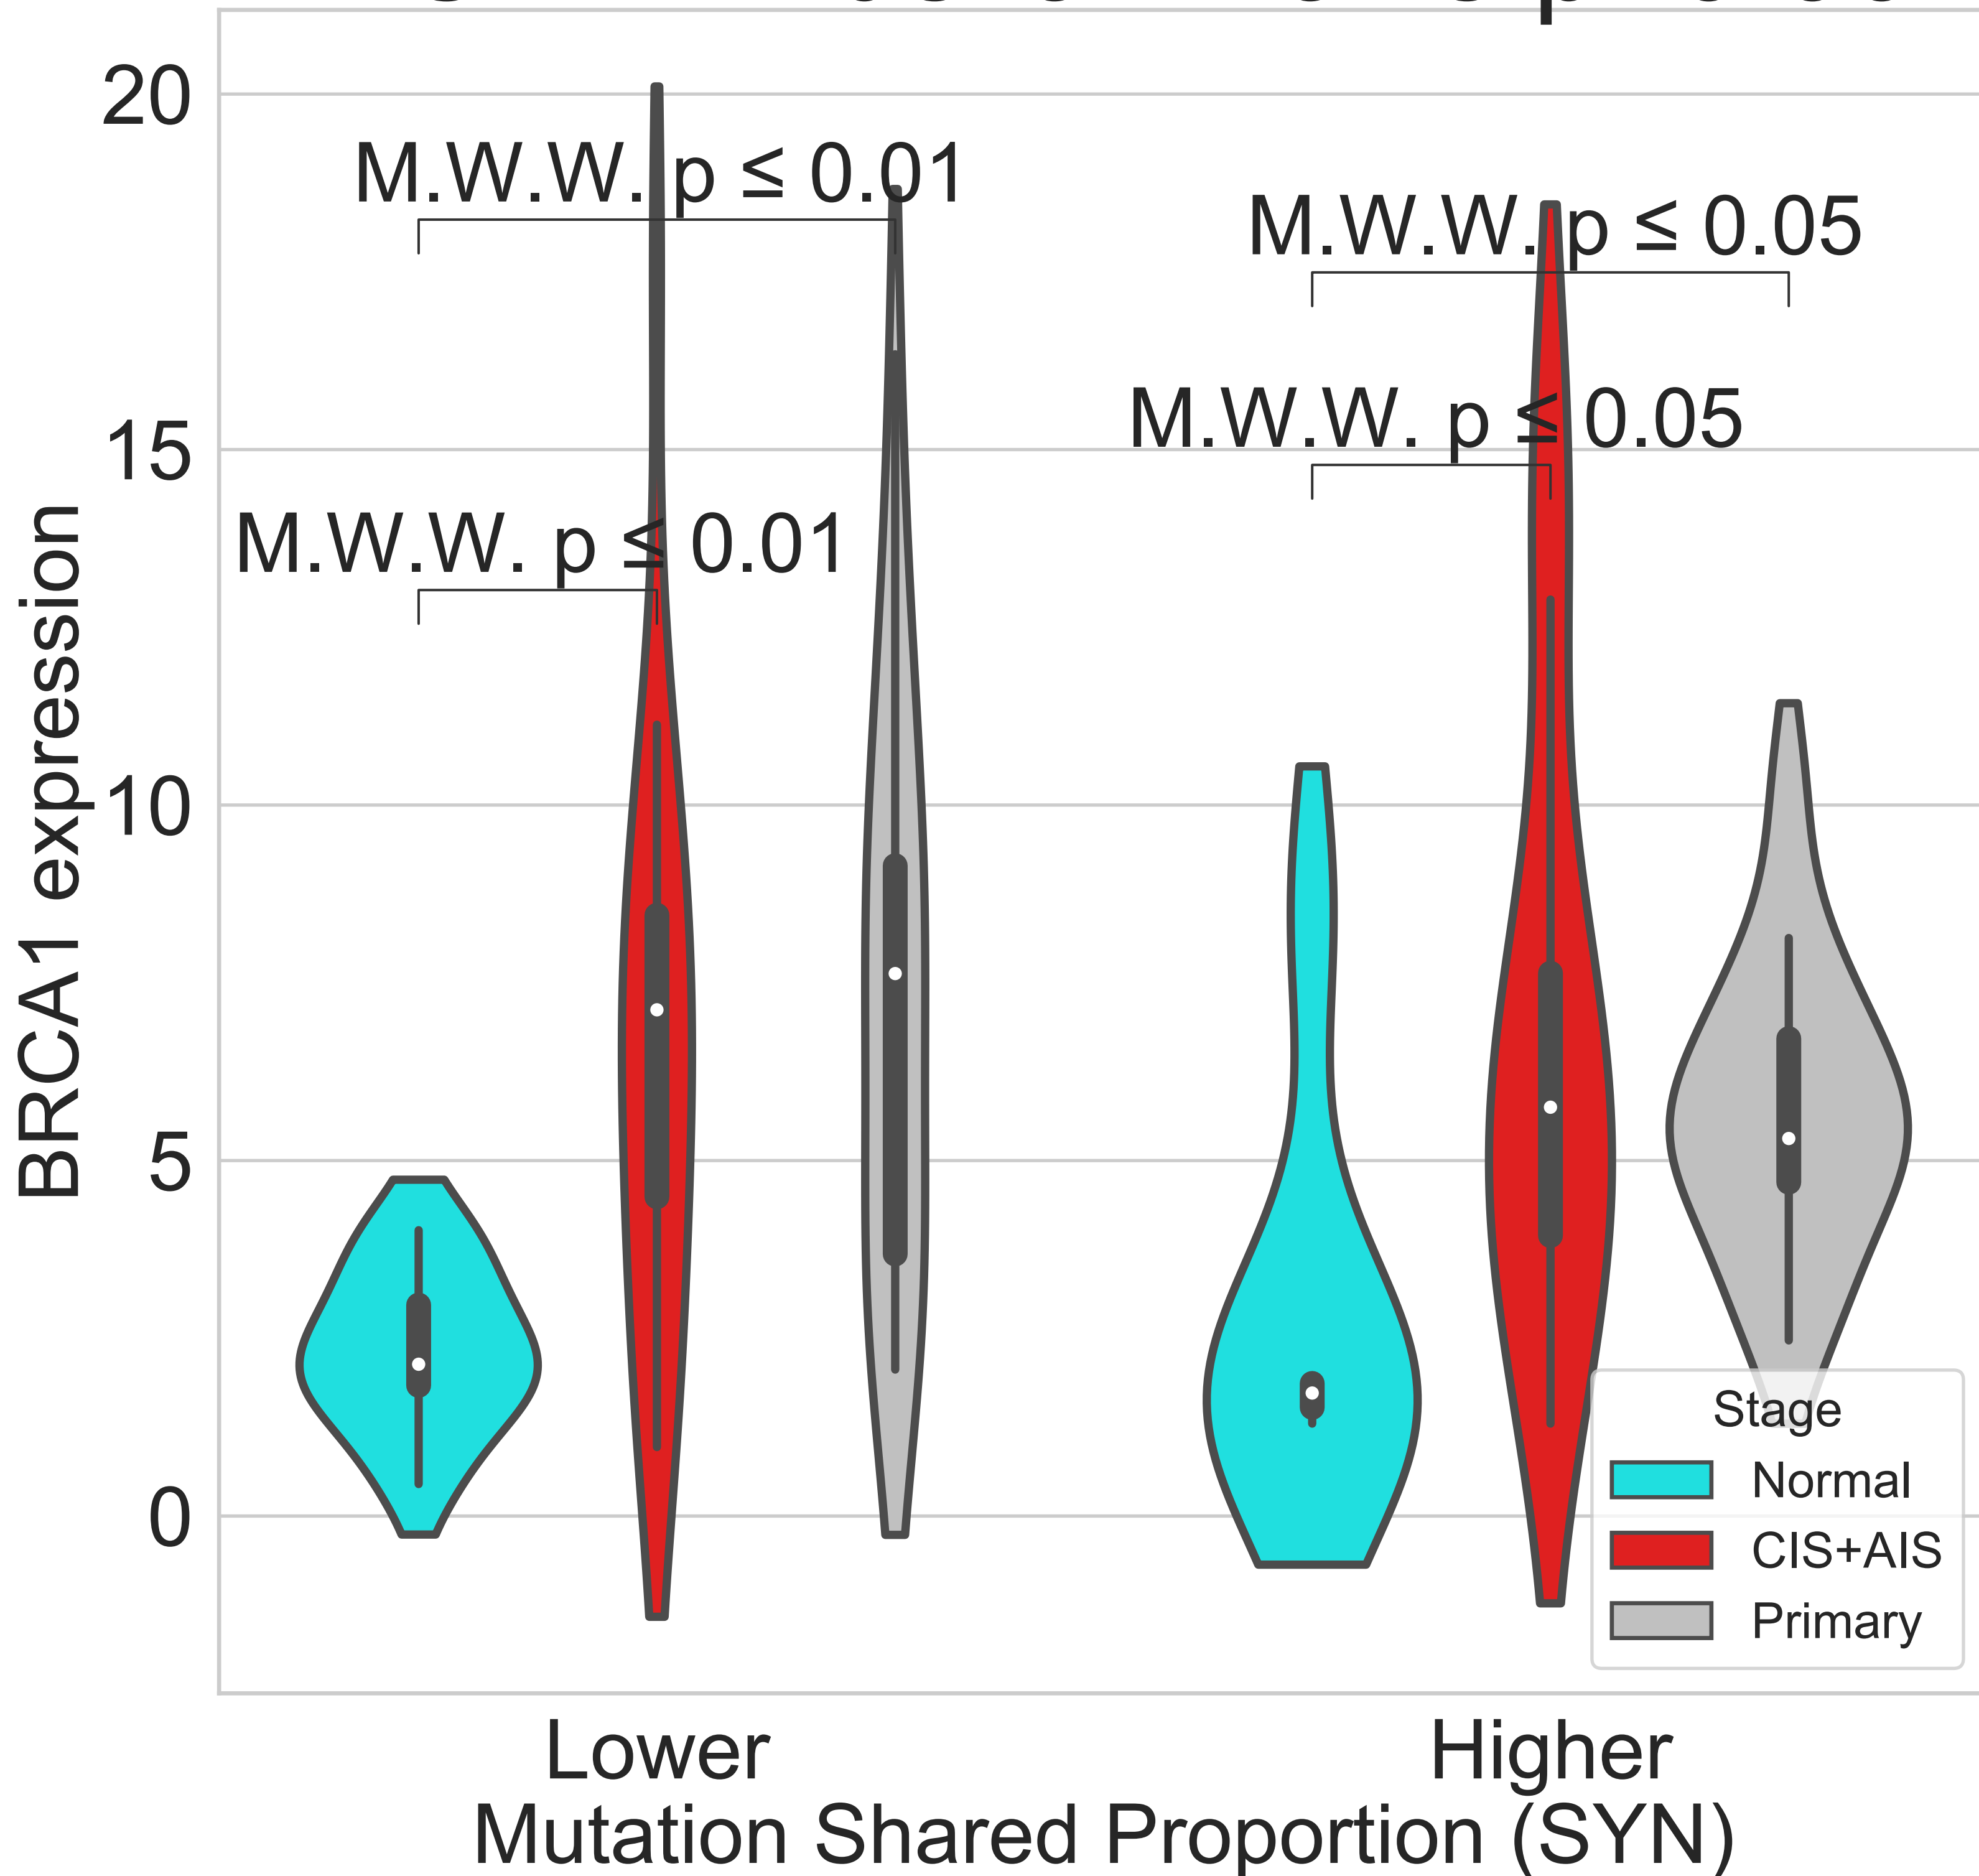 20
15
10
5
0
BRCA1 expression
M.W.W. p ≤ 0.01
M.W.W. p ≤ 0.01
M.W.W. p ≤ 0.05
M.W.W. p ≤ 0.05
Stage
Normal
CIS+AIS
Primary
Lower
Higher
Mutation Shared Proportion (SYN)